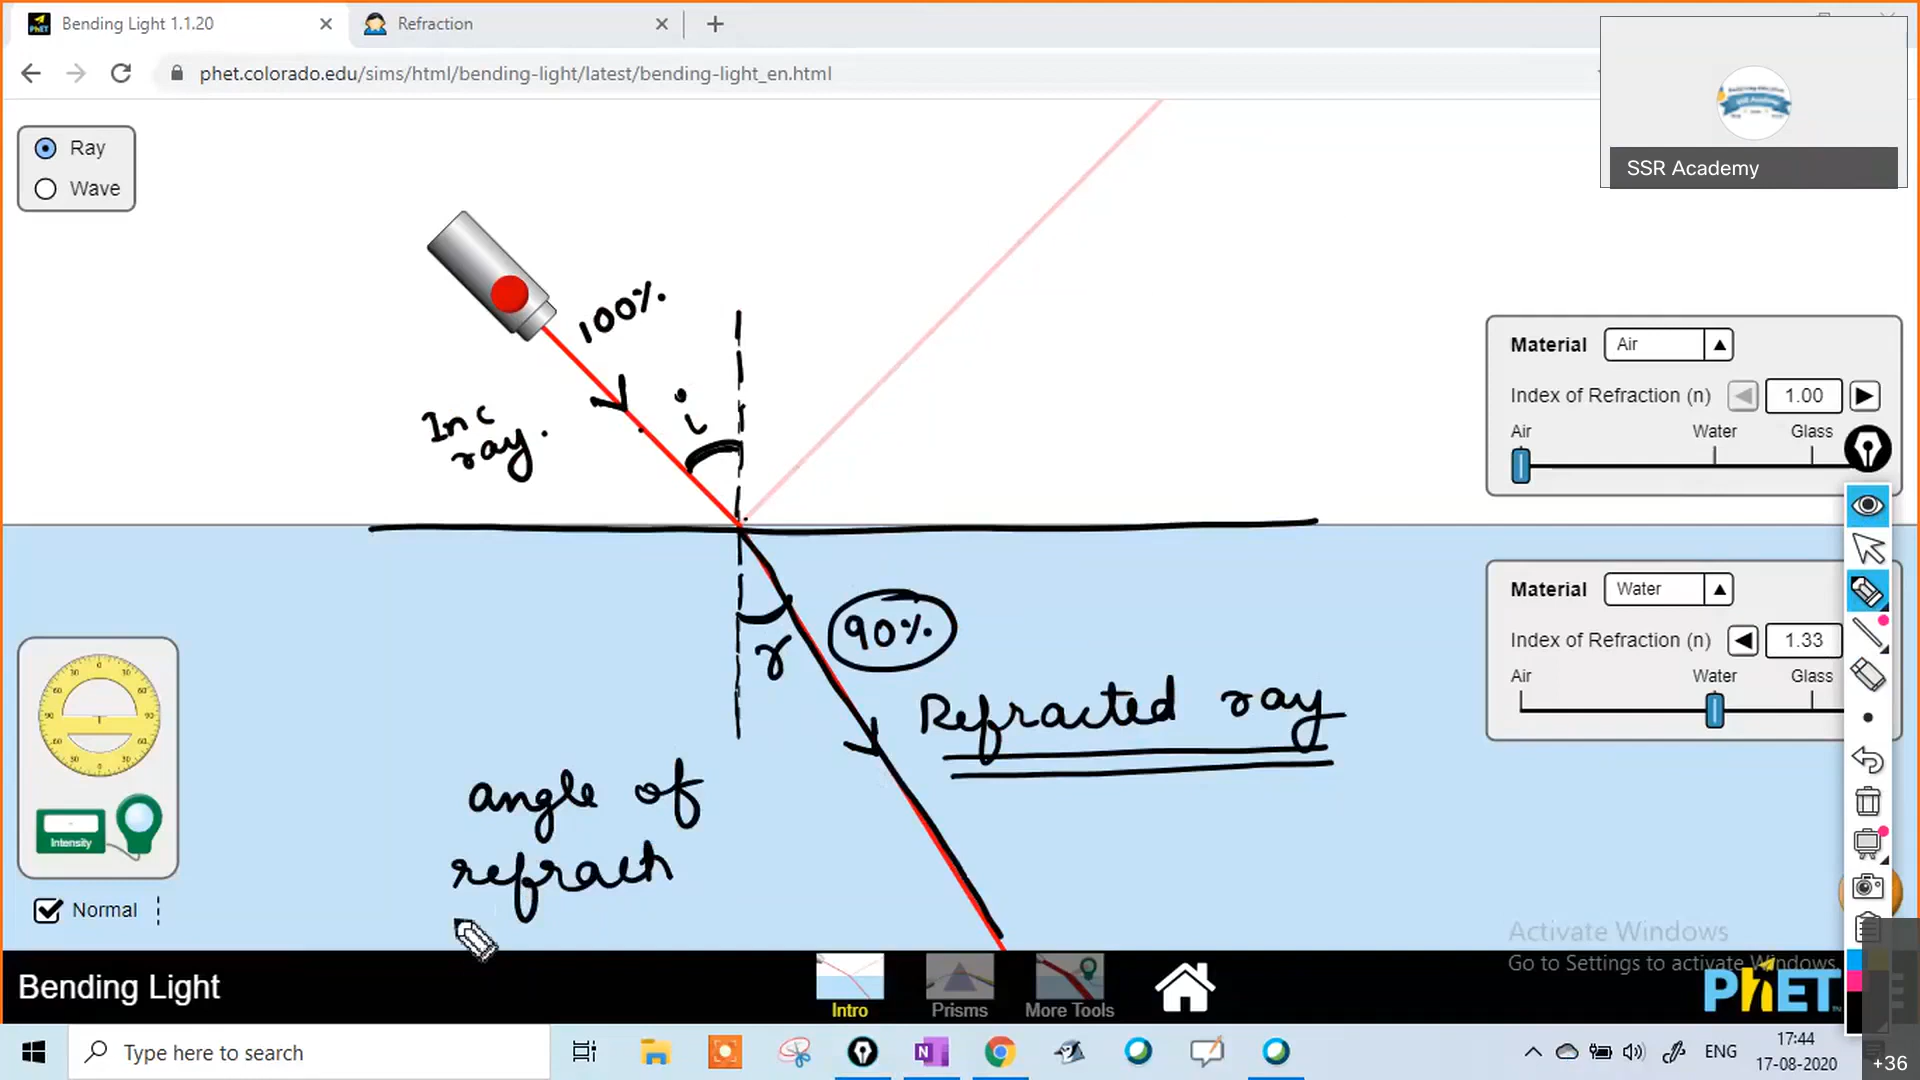 Bending Light 1.1.20
Refraction
phet.colorado.edu/sims/html/bending-light/latest/bending-light_en.html
SSR Academy
Ray
Wave
100%.
i
Inc
ray.
Material Air
Index of Refraction (n) 1.00
Air Water Glass
r
90%.
Refracted ray
Material Water
Index of Refraction (n) 1.33
Air Water Glass
angle of
refractn
Intensity
Normal
Activate Windows
Go to Settings to activate Windows.
Bending Light
Intro
Prisms
More Tools
PhET
Type here to search
ENG
17:44
17-08-2020
+36